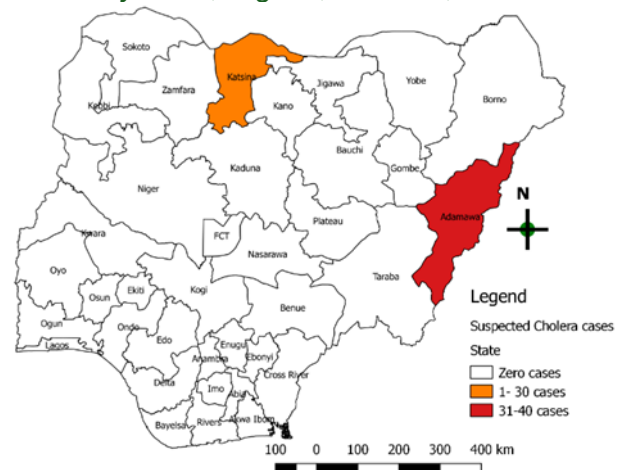 Sokoto
Katsina
Zamfara
Kebbi
Kano
Jigawa
Yobe
Borno
Bauchi
Gombe
Kaduna
Niger
Adamawa
N
Plateau
FCT
Kwara
Nasarawa
Taraba
Oyo
Kogi
Osun
Ekiti
Benue
Ogun
Ondo
Lagos
Edo
Enugu
Anambra
Ebonyi
Cross River
Delta
Imo
Abia
Bayelsa
Rivers
Akwa Ibom
Legend
Suspected Cholera cases
State
Zero cases
1- 30 cases
31-40 cases
100 0 100 200 300 400 km